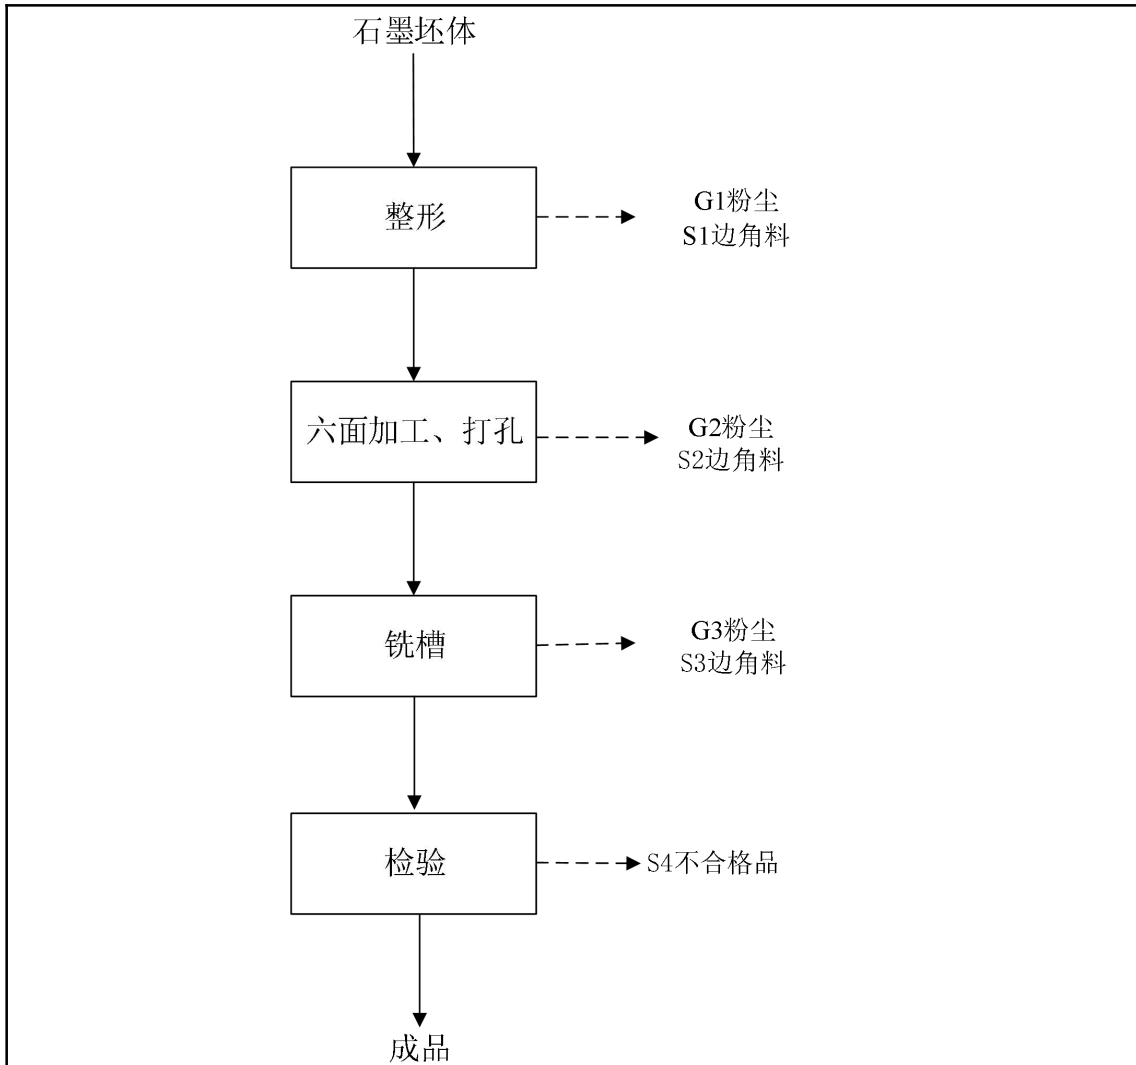 石墨坯体
整形
G1粉尘
S1边角料
六面加工、打孔
G2粉尘
S2边角料
铣槽
G3粉尘
S3边角料
检验
S4不合格品
成品